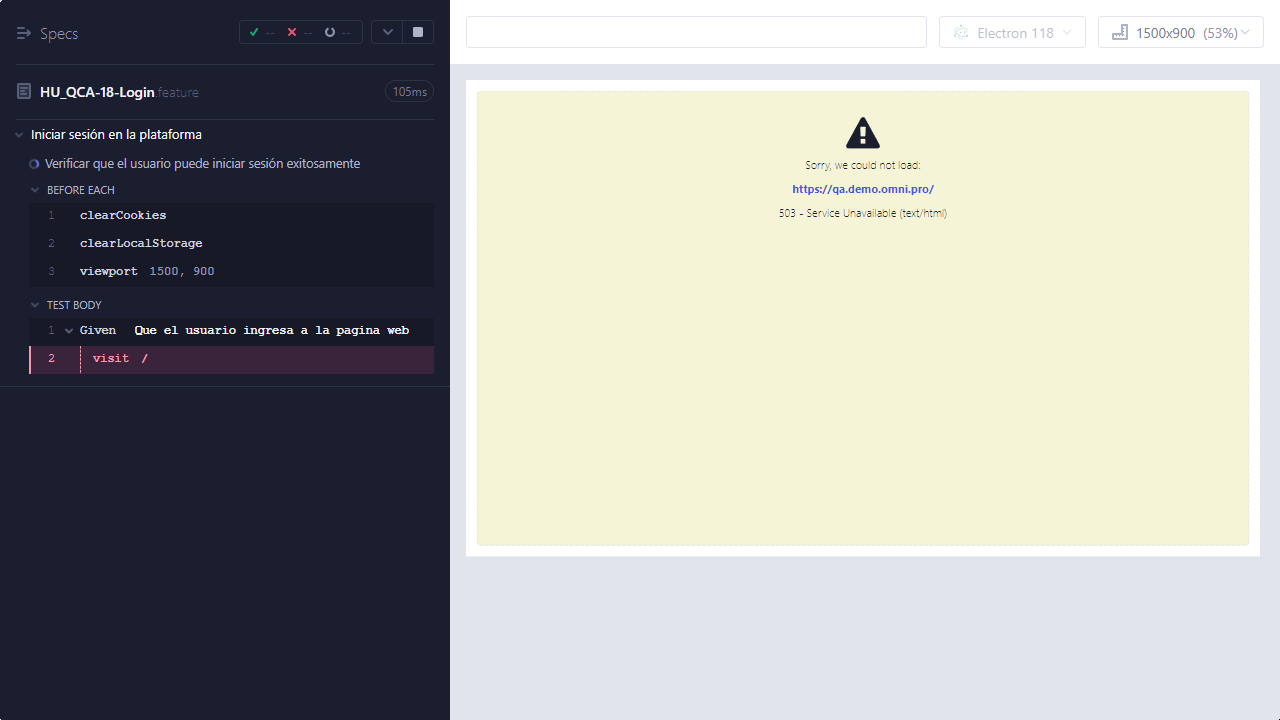 Specs
-- -- --
HU_QCA-18-Login.feature 105ms
Iniciar sesión en la plataforma
Verificar que el usuario puede iniciar sesión exitosamente
BEFORE EACH
1 clearCookies
2 clearLocalStorage
3 viewport 1500, 900
TEST BODY
1 Given Que el usuario ingresa a la pagina web
2 visit /
Electron 118
1500x900 (53%)
Sorry, we could not load:
https://qa.demo.omni.pro/
503 - Service Unavailable (text/html)